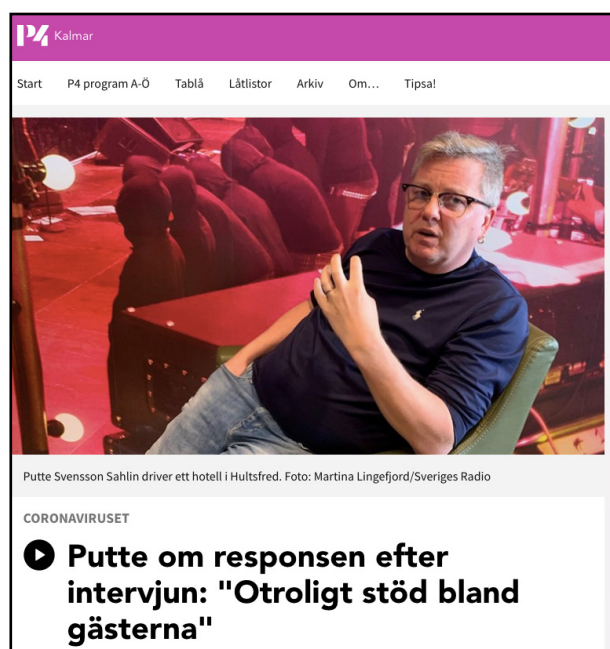 P4 Kalmar
Start P4 program A-Ö Tablå Låtlistor Arkiv Om... Tipsa!
Putte Svensson Sahlin driver ett hotell i Hultsfred. Foto: Martina Lingefjord/Sveriges Radio
CORONAVIRUSET
Putte om responsen efter
intervjun: "Otroligt stöd bland
gästerna"